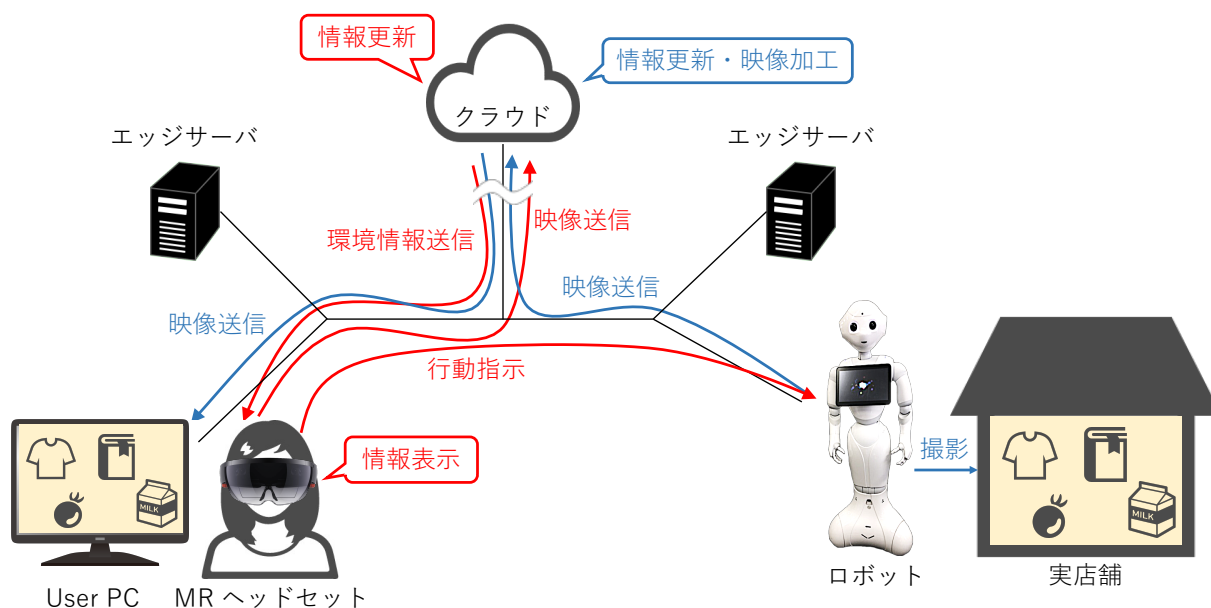 情報更新
情報更新・映像加工
クラウド
エッジサーバ
エッジサーバ
映像送信
環境情報送信
映像送信
映像送信
行動指示
情報表示
撮影
MILK
MILK
User PC
MR ヘッドセット
ロボット
実店舗